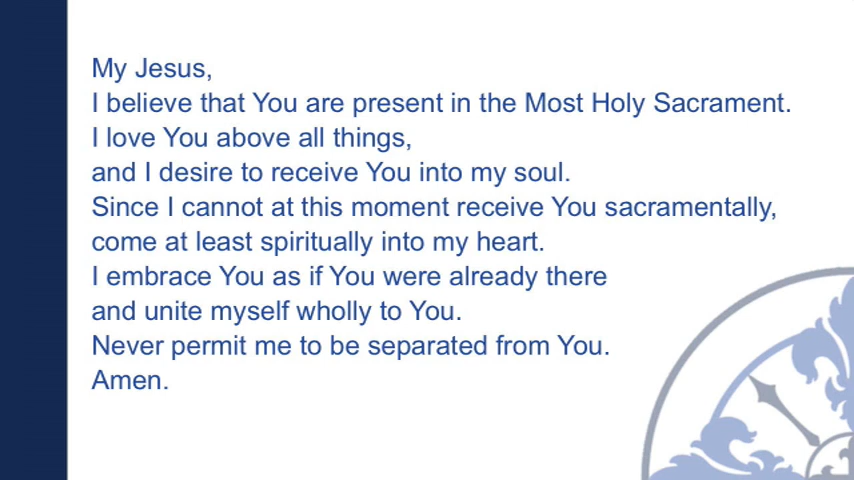 My Jesus,
I believe that You are present in the Most Holy Sacrament.
I love You above all things,
and I desire to receive You into my soul.
Since I cannot at this moment receive You sacramentally,
come at least spiritually into my heart.
I embrace You as if You were already there
and unite myself wholly to You.
Never permit me to be separated from You.
Amen.